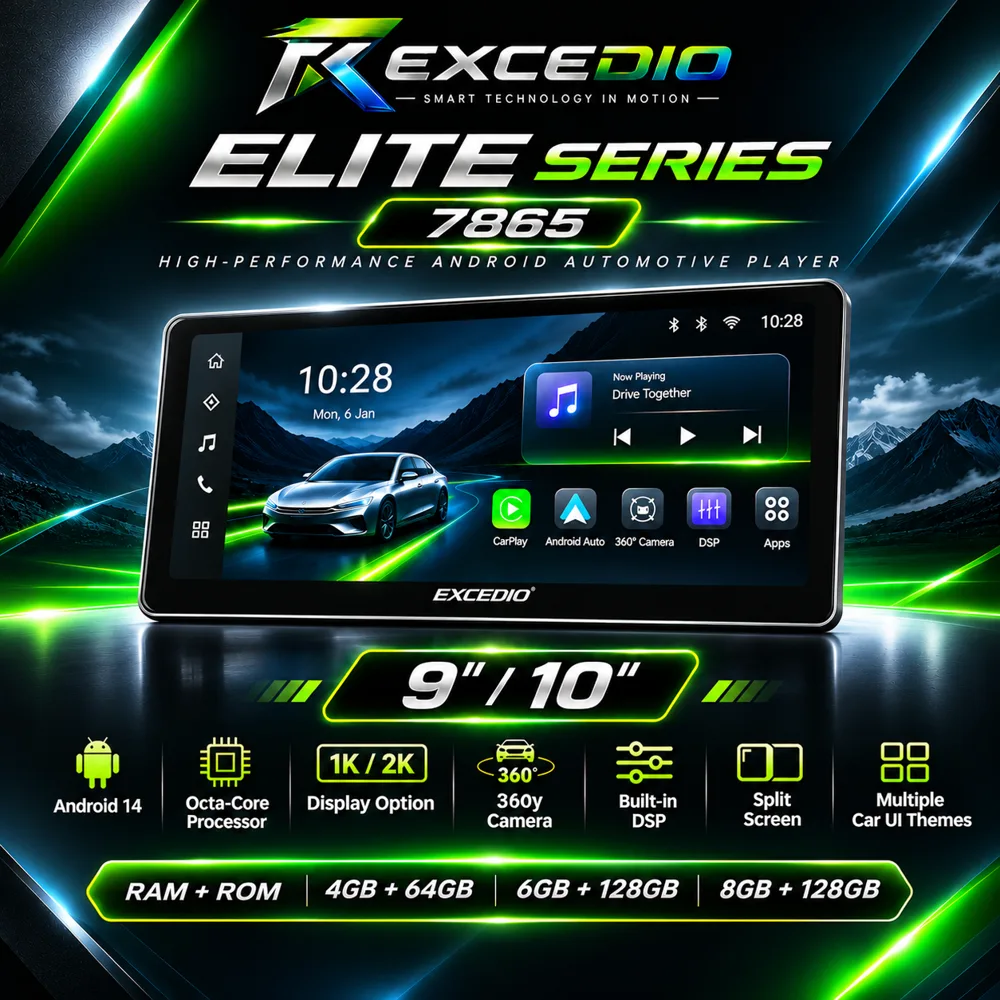 EXCEDIO
SMART TECHNOLOGY IN MOTION
ELITE SERIES
7865
HIGH-PERFORMANCE ANDROID AUTOMOTIVE PLAYER
10:28
10:28
Mon, 6 Jan
Now Playing
Drive Together
CarPlay
Android Auto
360° Camera
DSP
Apps
EXCEDIO®
9"/10"
Android 14
Octa-Core
Processor
1K / 2K
Display Option
360°
360y
Camera
Built-in
DSP
Split
Screen
Multiple
Car UI Themes
RAM + ROM | 4GB + 64GB | 6GB + 128GB | 8GB + 128GB